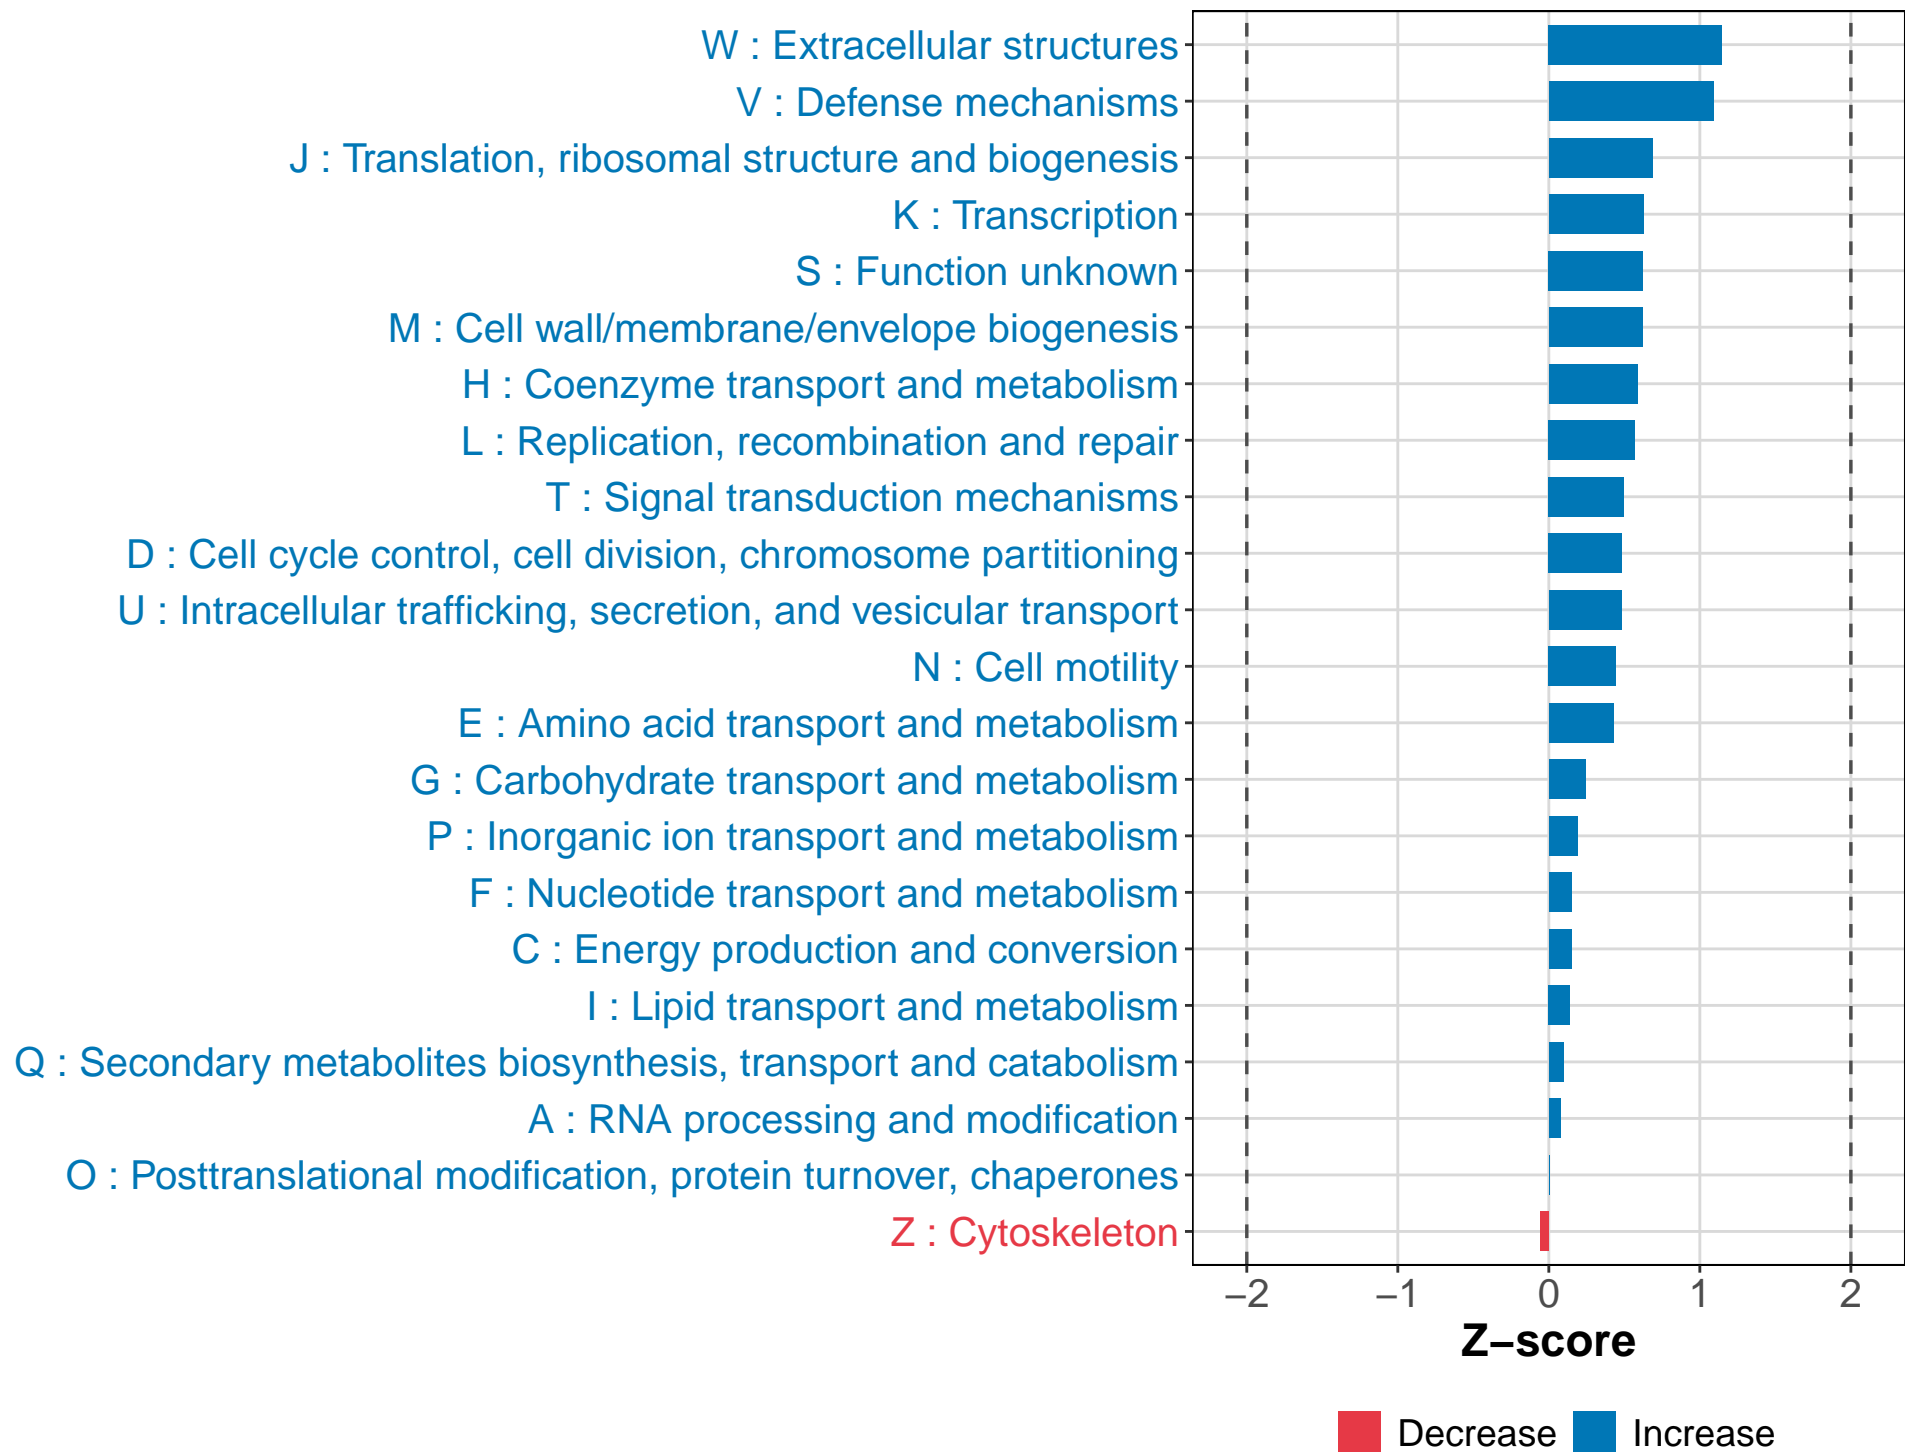 W : Extracellular structures
V : Defense mechanisms
J : Translation, ribosomal structure and biogenesis
K : Transcription
S : Function unknown
M : Cell wall/membrane/envelope biogenesis
H : Coenzyme transport and metabolism
L : Replication, recombination and repair
T : Signal transduction mechanisms
D : Cell cycle control, cell division, chromosome partitioning
U : Intracellular trafficking, secretion, and vesicular transport
N : Cell motility
E : Amino acid transport and metabolism
G : Carbohydrate transport and metabolism
P : Inorganic ion transport and metabolism
F : Nucleotide transport and metabolism
C : Energy production and conversion
I : Lipid transport and metabolism
Q : Secondary metabolites biosynthesis, transport and catabolism
A : RNA processing and modification
O : Posttranslational modification, protein turnover, chaperones
Z : Cytoskeleton
−2 −1 0 1 2
Z−score
Decrease Increase